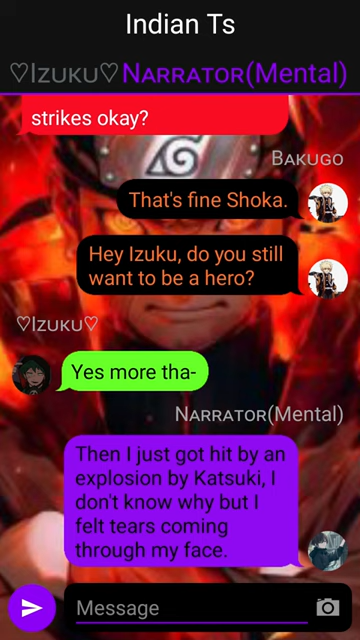 Indian Ts
♡Izuku♡ Narrator(Mental)
strikes okay?
Bakugo
That's fine Shoka.
Hey Izuku, do you still
want to be a hero?
♡Izuku♡
Yes more tha-
Narrator(Mental)
Then I just got hit by an
explosion by Katsuki, I
don't know why but I
felt tears coming
through my face.
Message